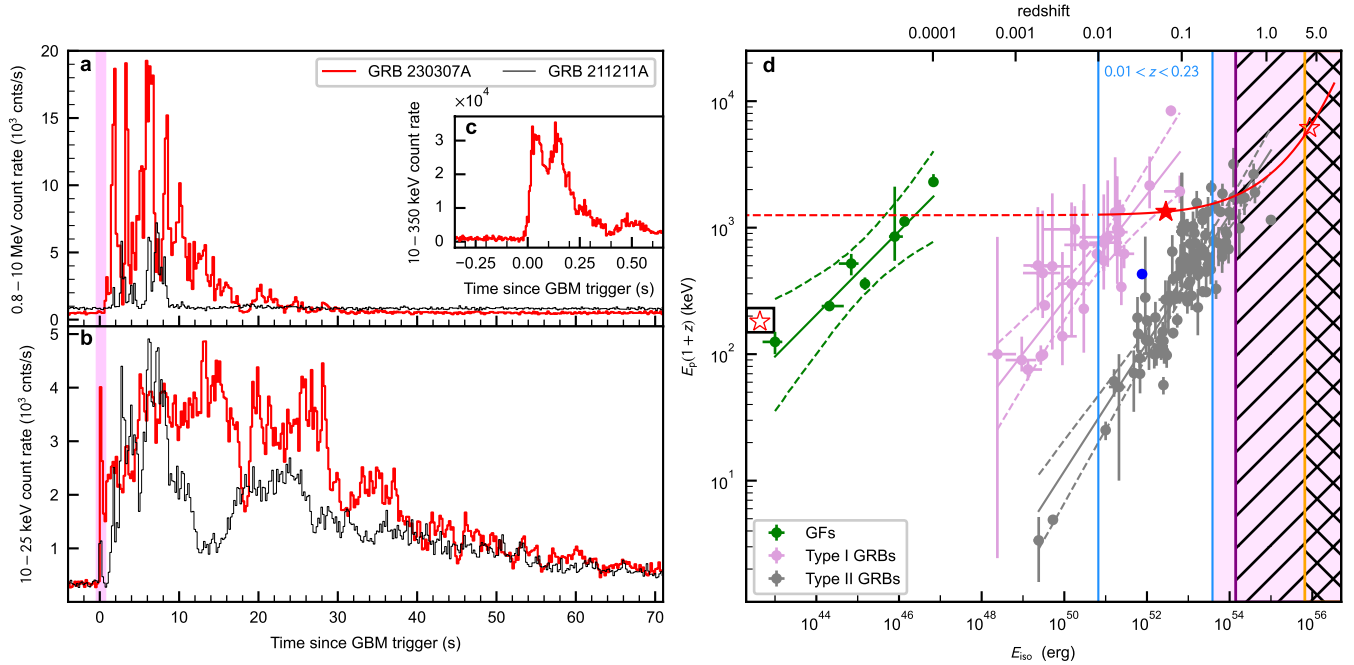 a
GRB 230307A
GRB 211211A
0.8 – 10 MeV count rate (10³ cnts/s)
20
16
12
8
4
0
c
×10⁴
10 – 350 keV count rate
3
2
1
0
−0.25
0.00
0.25
0.50
Time since GBM trigger (s)
b
10 – 25 keV count rate (10³ cnts/s)
5
4
3
2
1
0
10
20
30
40
50
60
70
Time since GBM trigger (s)
redshift
0.0001
0.001
0.01
0.1
1.0
5.0
d
0.01 < z < 0.23
E_p(1 + z) (keV)
10⁴
10³
10²
10¹
GFs
Type I GRBs
Type II GRBs
10⁴⁴
10⁴⁶
10⁴⁸
10⁵⁰
10⁵²
10⁵⁴
10⁵⁶
E_iso (erg)